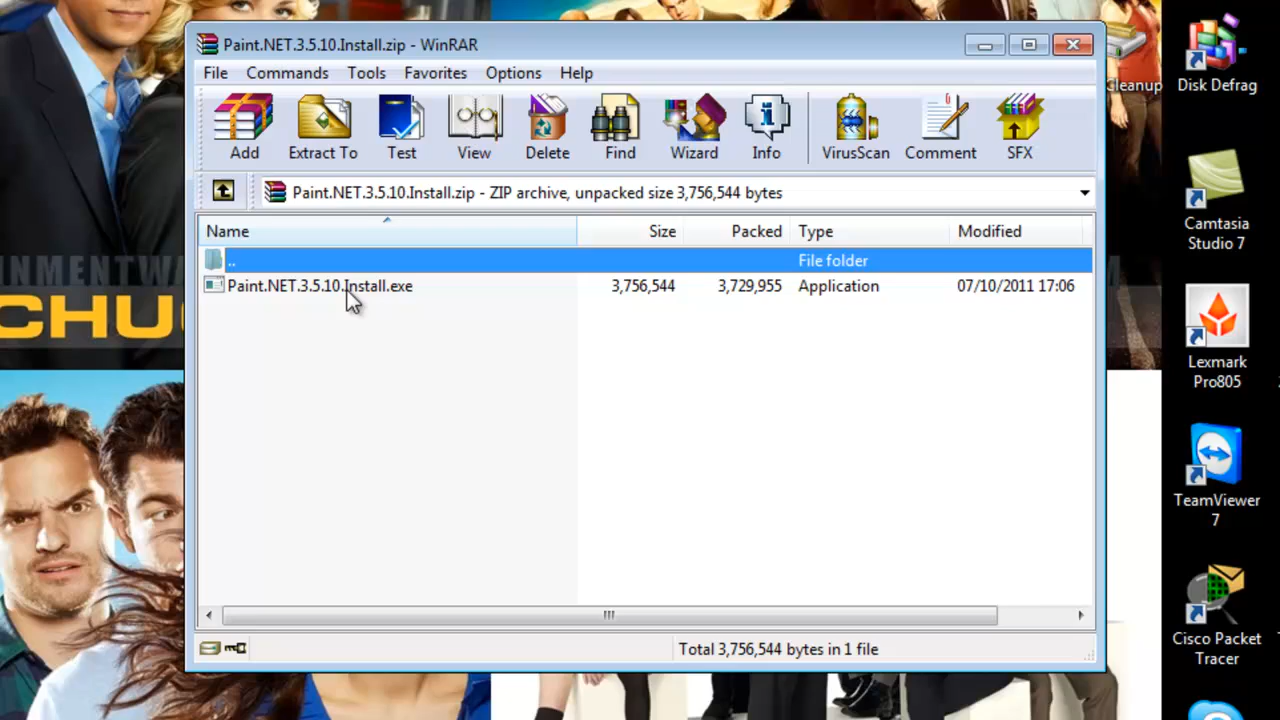 Paint.NET.3.5.10.Install.zip - WinRAR
File Commands Tools Favorites Options Help
Add Extract To Test View Delete Find Wizard Info VirusScan Comment SFX
Paint.NET.3.5.10.Install.zip - ZIP archive, unpacked size 3,756,544 bytes
Name Size Packed Type Modified
.. File folder
Paint.NET.3.5.10.Install.exe 3,756,544 3,729,955 Application 07/10/2011 17:06
Total 3,756,544 bytes in 1 file
CHU
Cleanup
Disk Defrag
Camtasia
Studio 7
Lexmark
Pro805
TeamViewer
7
Cisco Packet
Tracer